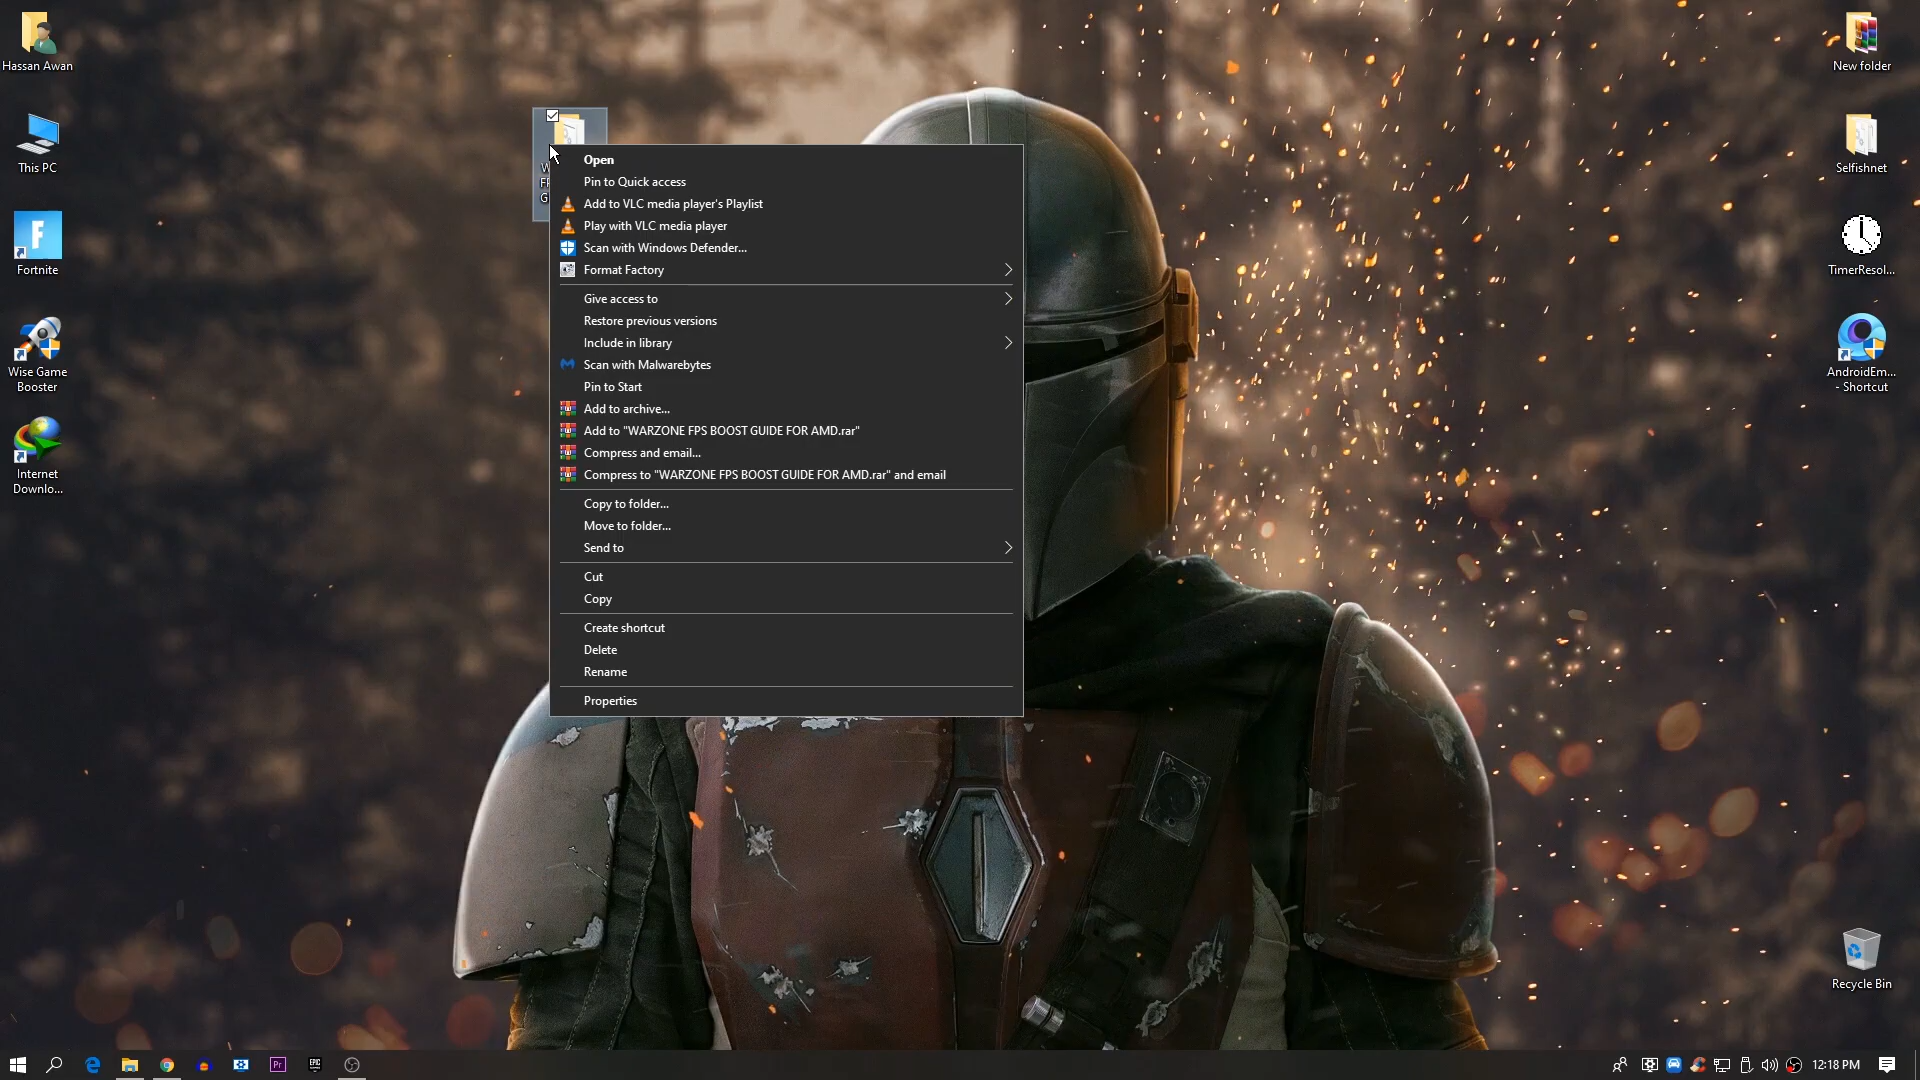 Hassan Awan
This PC
Fortnite
Wise Game
Booster
Internet
Downlo...
Open
Pin to Quick access
Add to VLC media player's Playlist
Play with VLC media player
Scan with Windows Defender...
Format Factory
Give access to
Restore previous versions
Include in library
Scan with Malwarebytes
Pin to Start
Add to archive...
Add to "WARZONE FPS BOOST GUIDE FOR AMD.rar"
Compress and email...
Compress to "WARZONE FPS BOOST GUIDE FOR AMD.rar" and email
Copy to folder...
Move to folder...
Send to
Cut
Copy
Create shortcut
Delete
Rename
Properties
New folder
Selfishnet
TimerResol...
AndroidEm...
- Shortcut
Recycle Bin
Pr
EPIC
12:18 PM